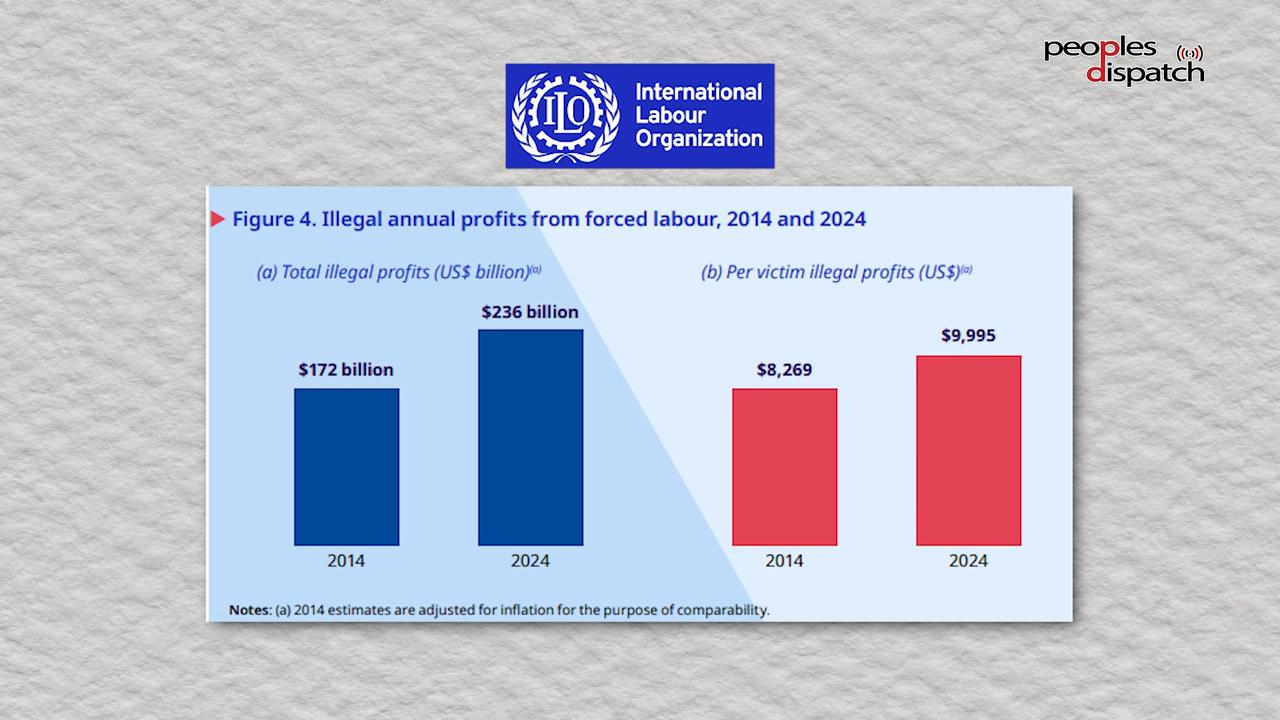 peoples
dispatch
ILO
International
Labour
Organization
Figure 4. Illegal annual profits from forced labour, 2014 and 2024
(a) Total illegal profits (US$ billion)(a)
(b) Per victim illegal profits (US$)(a)
$172 billion
$236 billion
$8,269
$9,995
2014
2024
2014
2024
Notes: (a) 2014 estimates are adjusted for inflation for the purpose of comparability.